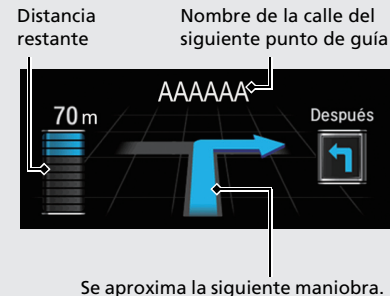 Distancia
restante
Nombre de la calle del
siguiente punto de guía
AAAAAA
70 m
Después
Se aproxima la siguiente maniobra.